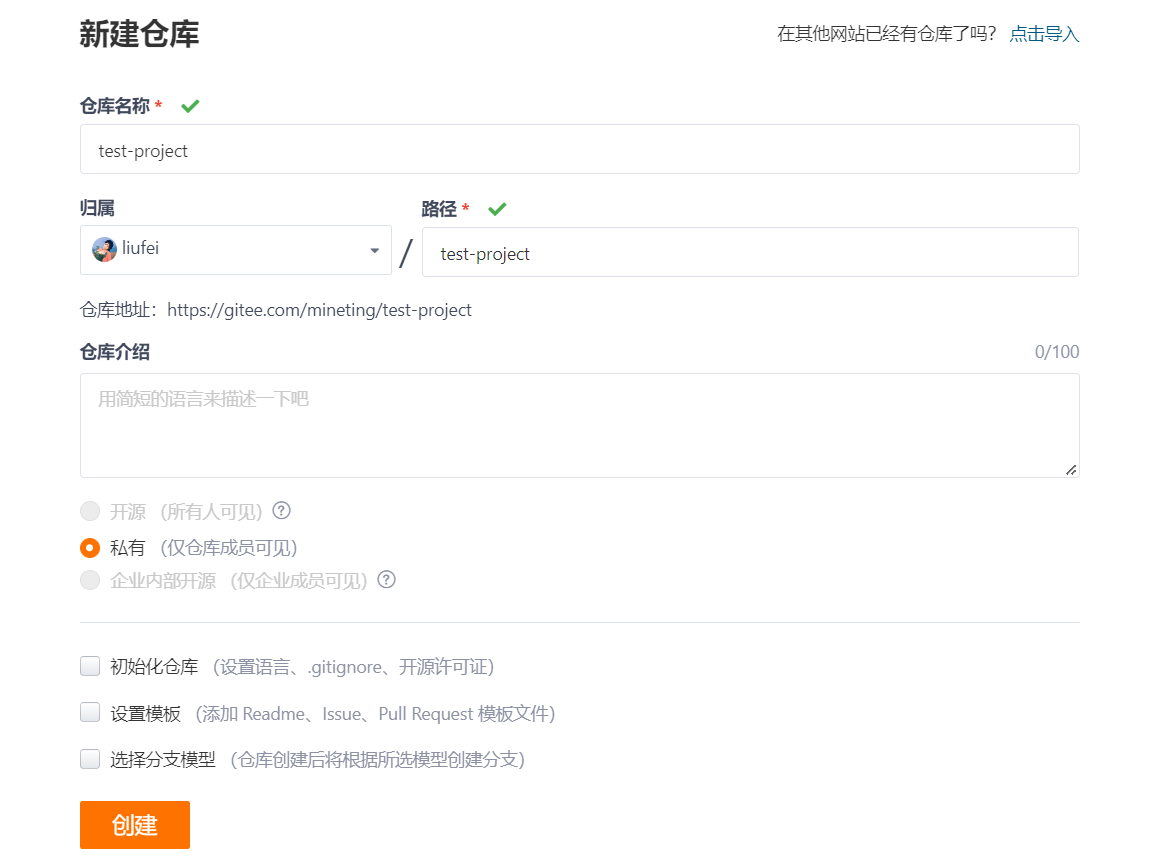 新建仓库
在其他网站已经有仓库了吗？ 点击导入
仓库名称 *
test-project
归属
路径 *
liufei
/
test-project
仓库地址：https://gitee.com/mineting/test-project
仓库介绍
0/100
用简短的语言来描述一下吧
开源 （所有人可见）
私有 （仅仓库成员可见）
企业内部开源 （仅企业成员可见）
初始化仓库 （设置语言、.gitignore、开源许可证）
设置模板 （添加 Readme、Issue、Pull Request 模板文件）
选择分支模型 （仓库创建后将根据所选模型创建分支）
创建